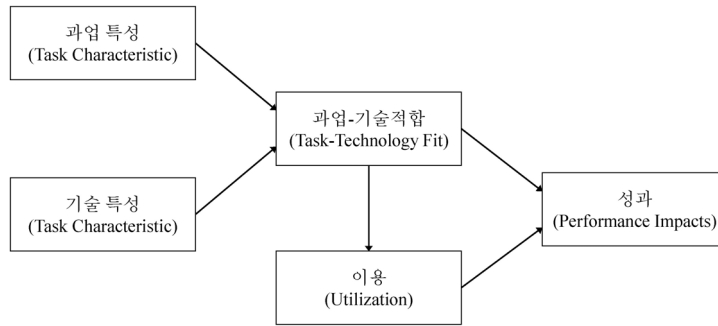 과업 특성
(Task Characteristic)
과업-기술적합
(Task-Technology Fit)
기술 특성
(Task Characteristic)
성과
(Performance Impacts)
이용
(Utilization)